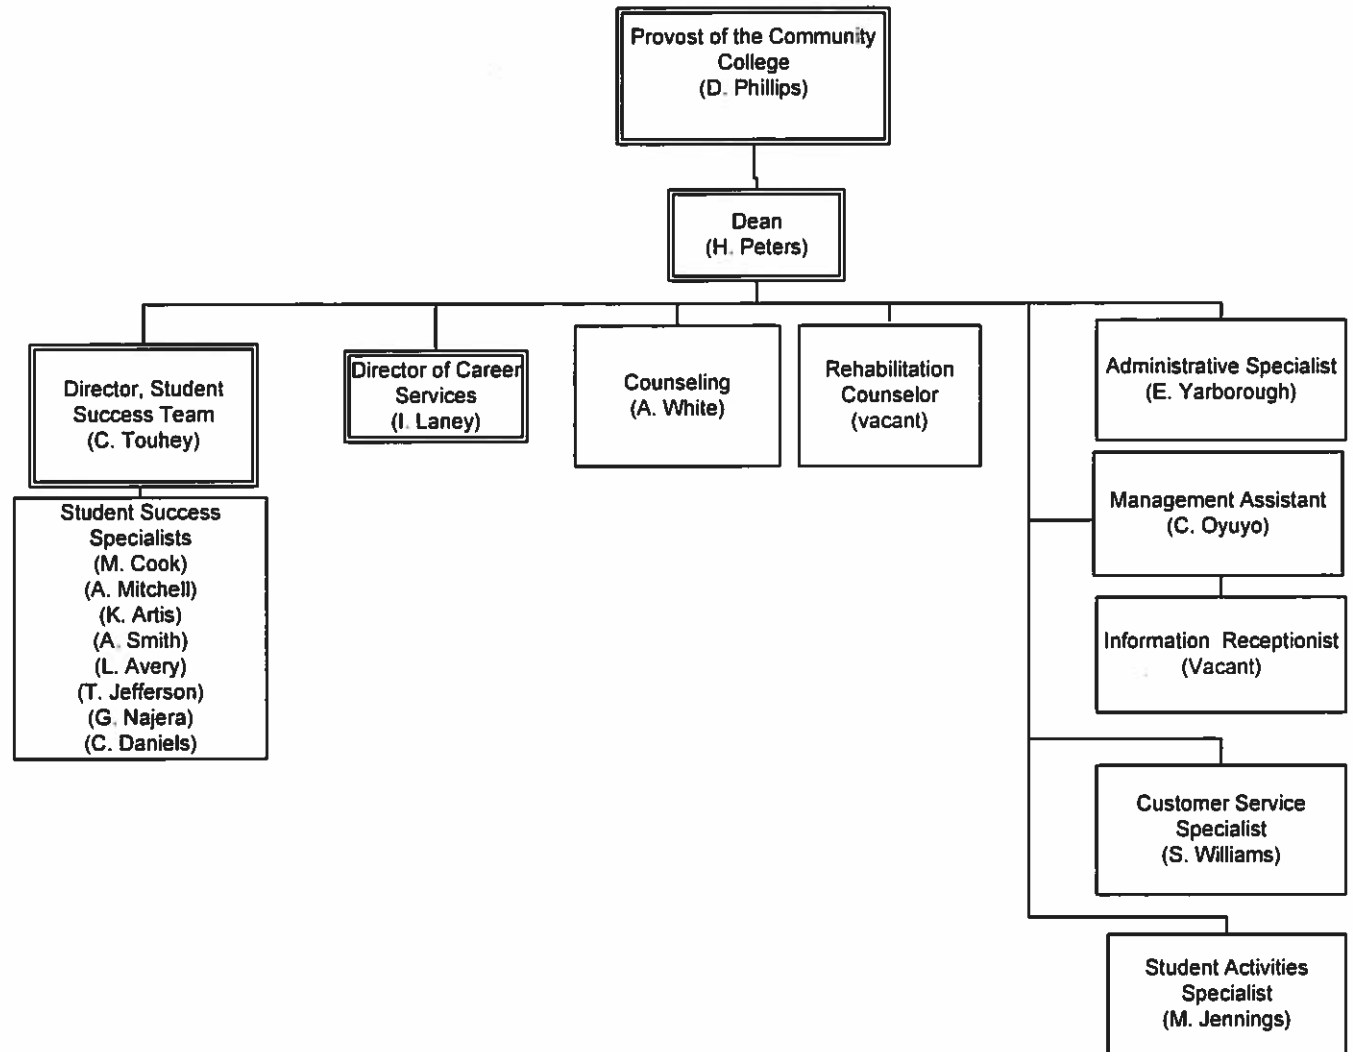 Provost of the Community
College
(D. Phillips)
Dean
(H. Peters)
Director, Student
Success Team
(C. Touhey)
Student Success
Specialists
(M. Cook)
(A. Mitchell)
(K. Artis)
(A. Smith)
(L. Avery)
(T. Jefferson)
(G. Najera)
(C. Daniels)
Director of Career
Services
(I. Laney)
Counseling
(A. White)
Rehabilitation
Counselor
(vacant)
Administrative Specialist
(E. Yarborough)
Management Assistant
(C. Oyuyo)
Information Receptionist
(Vacant)
Customer Service
Specialist
(S. Williams)
Student Activities
Specialist
(M. Jennings)